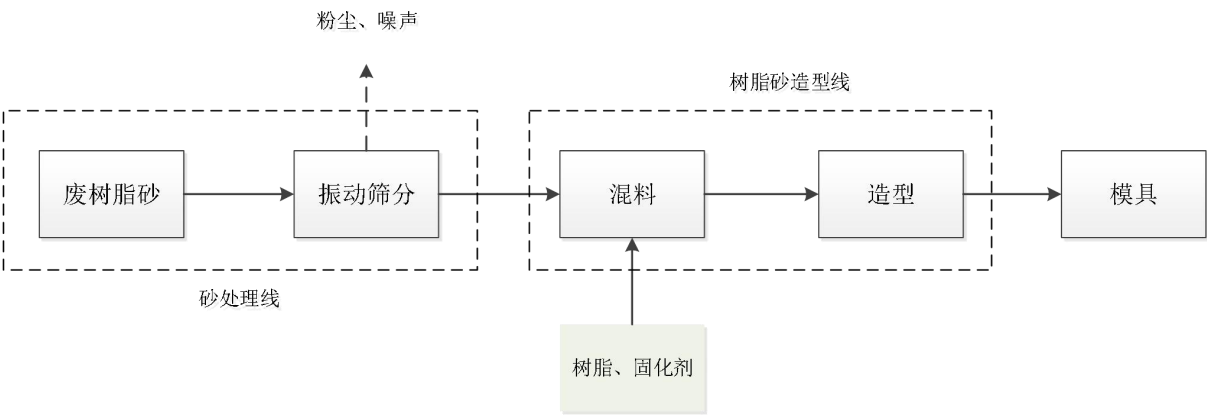 粉尘、噪声
树脂砂造型线
废树脂砂
振动筛分
混料
造型
模具
砂处理线
树脂、固化剂